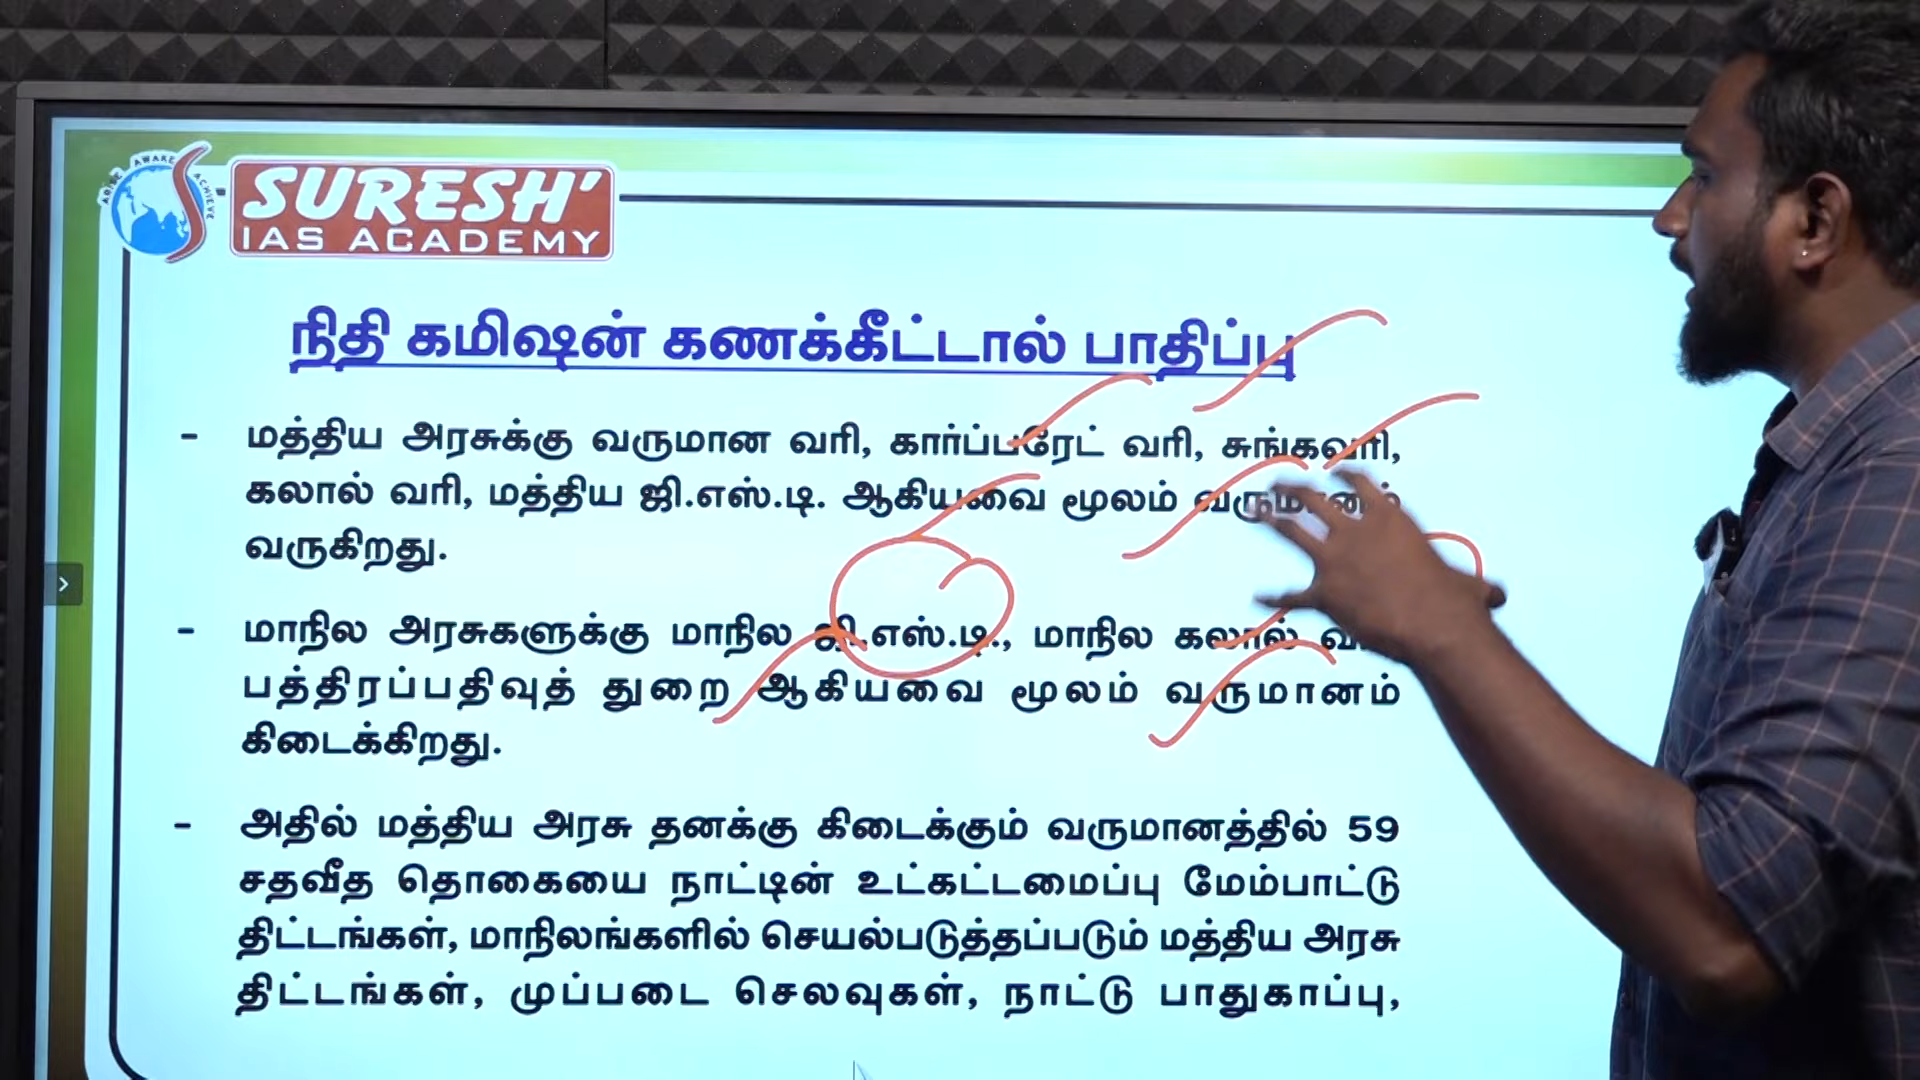 ARISE AWAKE ACHIEVE
SURESH'
IAS ACADEMY
நிதி கமிஷன் கணக்கீட்டால் பாதிப்பு
- மத்திய அரசுக்கு வருமான வரி, கார்ப்பரேட் வரி, சுங்கவரி,
கலால் வரி, மத்திய ஜி.எஸ்.டி. ஆகியவை மூலம் வருமானம்
வருகிறது.
- மாநில அரசுகளுக்கு மாநில ஜி.எஸ்.டி., மாநில கலால்
பத்திரப்பதிவுத் துறை ஆகியவை மூலம் வருமானம்
கிடைக்கிறது.
- அதில் மத்திய அரசு தனக்கு கிடைக்கும் வருமானத்தில் 59
சதவீத தொகையை நாட்டின் உட்கட்டமைப்பு மேம்பாட்டு
திட்டங்கள், மாநிலங்களில் செயல்படுத்தப்படும் மத்திய அரசு
திட்டங்கள், முப்படை செலவுகள், நாட்டு பாதுகாப்பு,